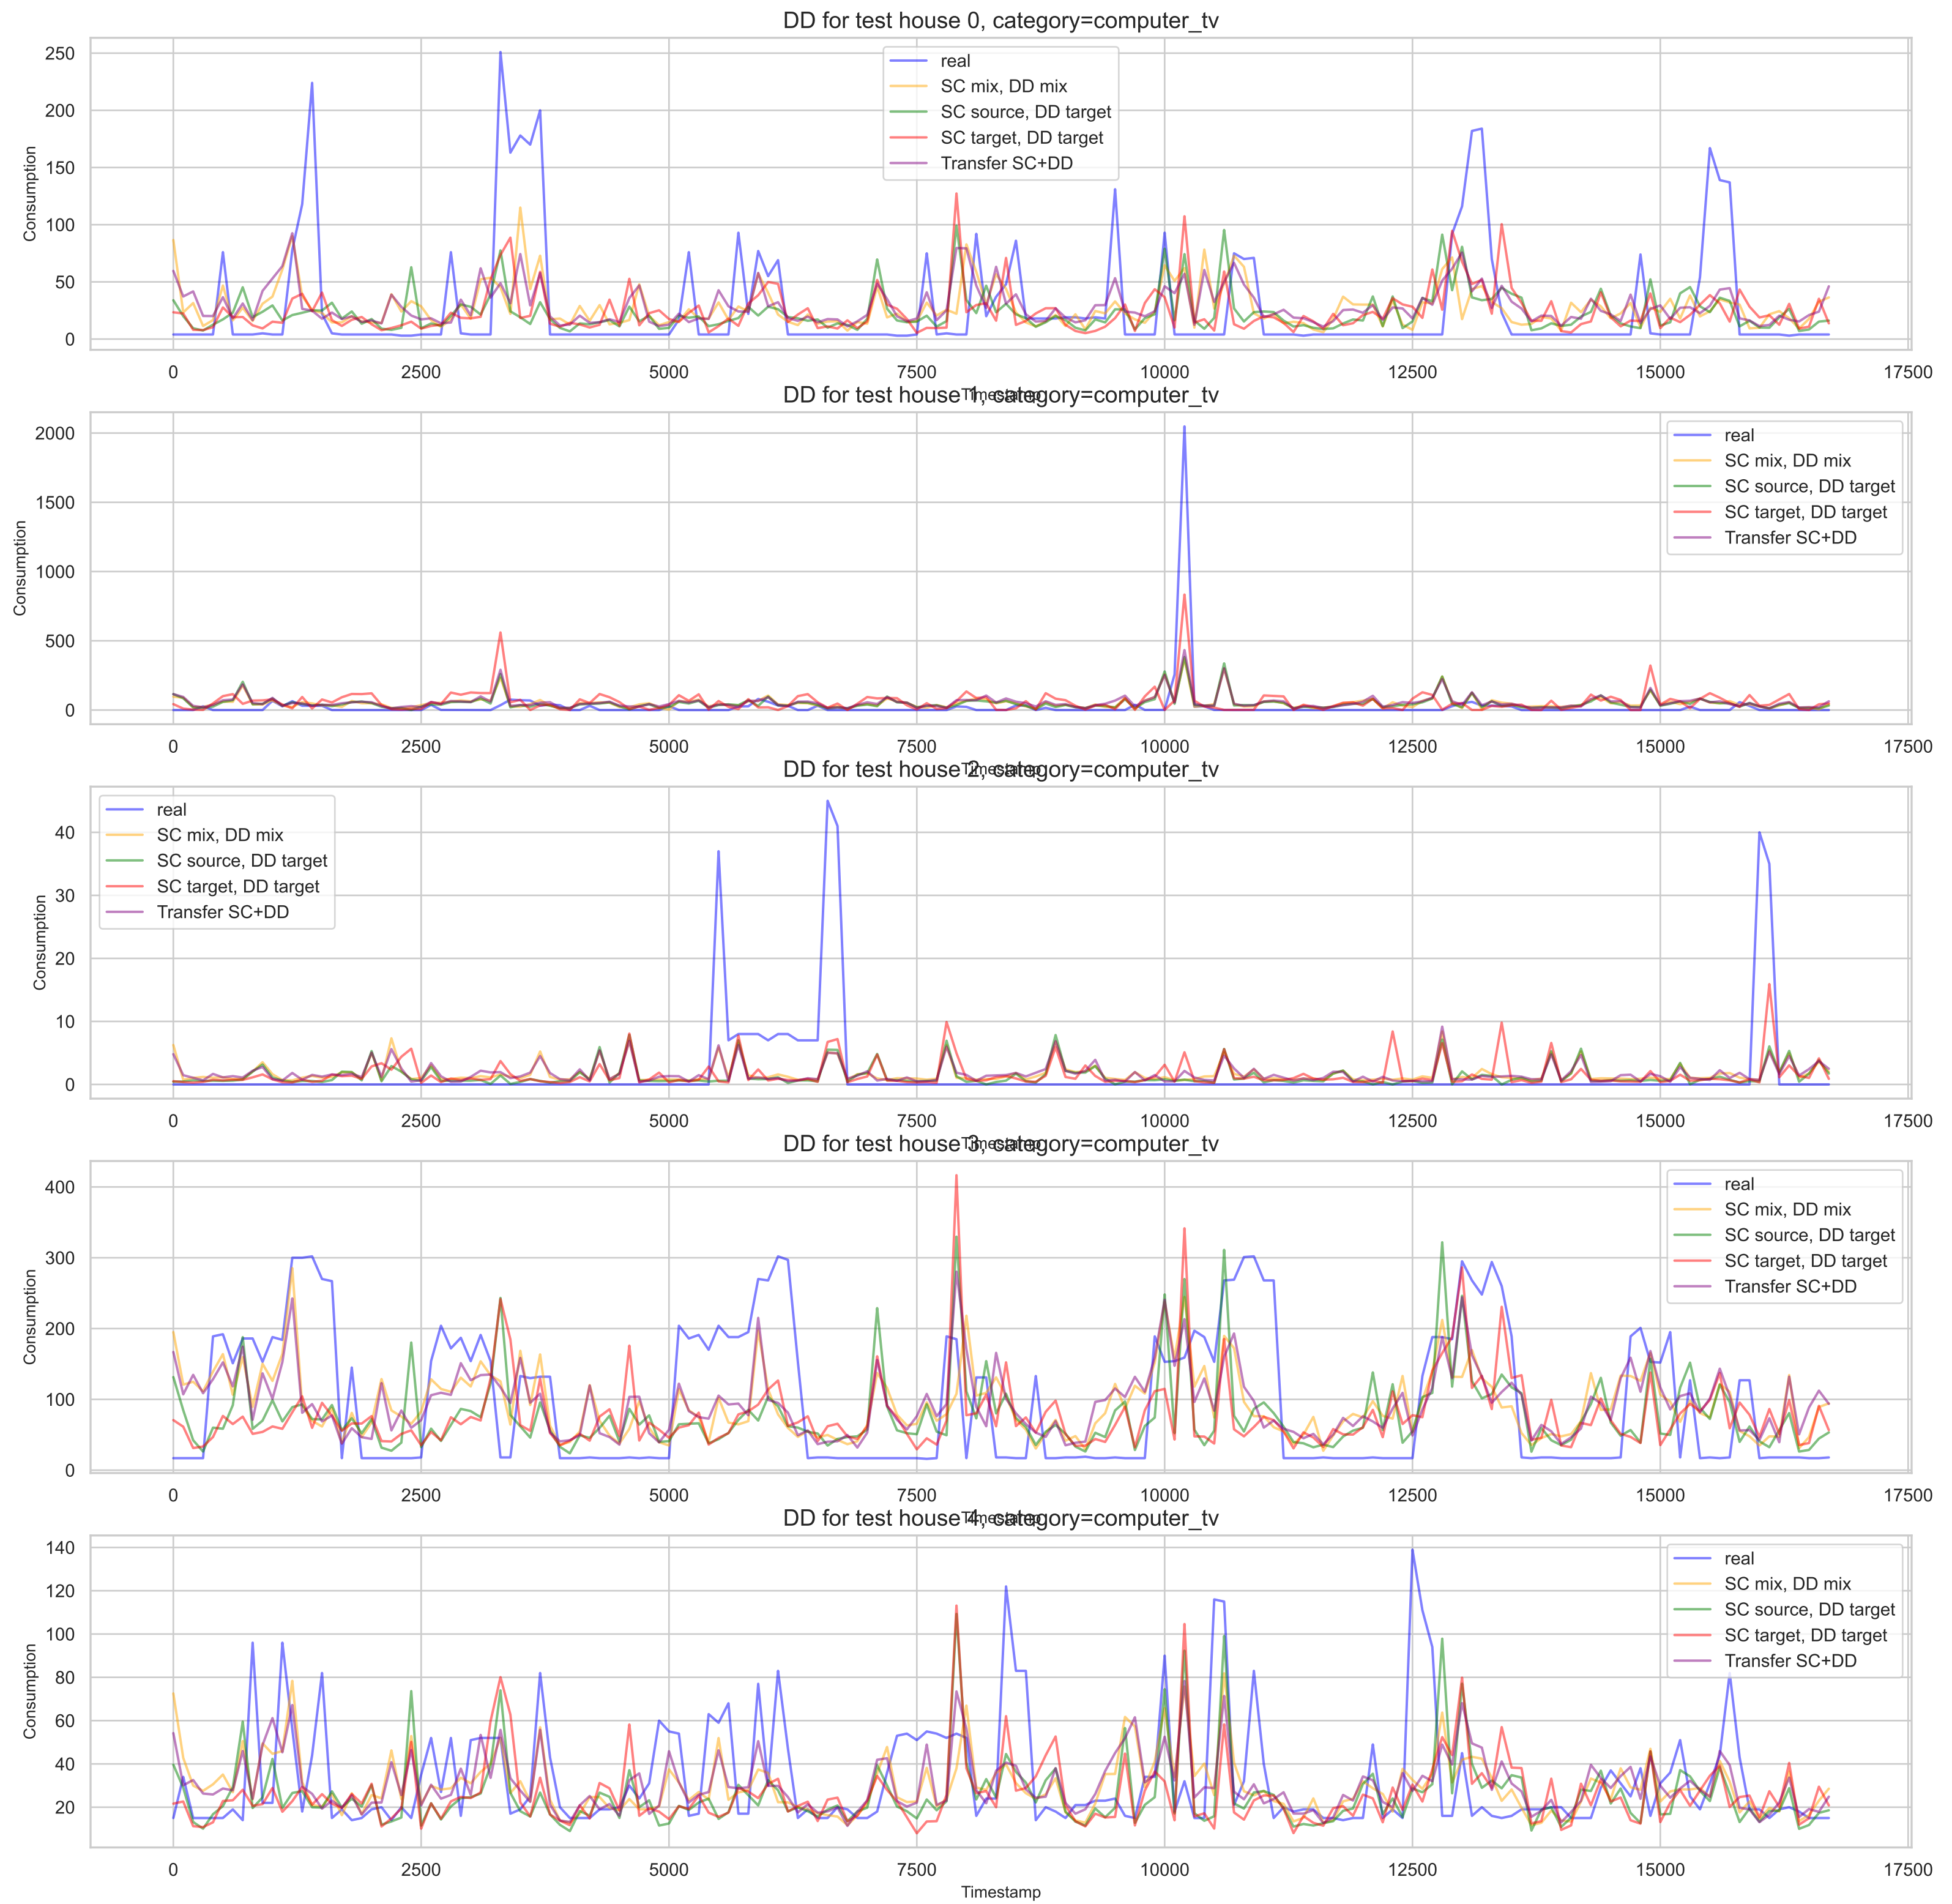 DD for test house 0, category=computer_tv
250
200
150
100
50
0
Consumption
real
SC mix, DD mix
SC source, DD target
SC target, DD target
Transfer SC+DD
0 2500 5000 7500 10000 12500 15000 17500
Timestamp
DD for test house 1, category=computer_tv
2000
1500
1000
500
0
Consumption
real
SC mix, DD mix
SC source, DD target
SC target, DD target
Transfer SC+DD
0 2500 5000 7500 10000 12500 15000 17500
Timestamp
DD for test house 2, category=computer_tv
40
30
20
10
0
Consumption
real
SC mix, DD mix
SC source, DD target
SC target, DD target
Transfer SC+DD
0 2500 5000 7500 10000 12500 15000 17500
Timestamp
DD for test house 3, category=computer_tv
400
300
200
100
0
Consumption
real
SC mix, DD mix
SC source, DD target
SC target, DD target
Transfer SC+DD
0 2500 5000 7500 10000 12500 15000 17500
Timestamp
DD for test house 4, category=computer_tv
140
120
100
80
60
40
20
Consumption
real
SC mix, DD mix
SC source, DD target
SC target, DD target
Transfer SC+DD
0 2500 5000 7500 10000 12500 15000 17500
Timestamp